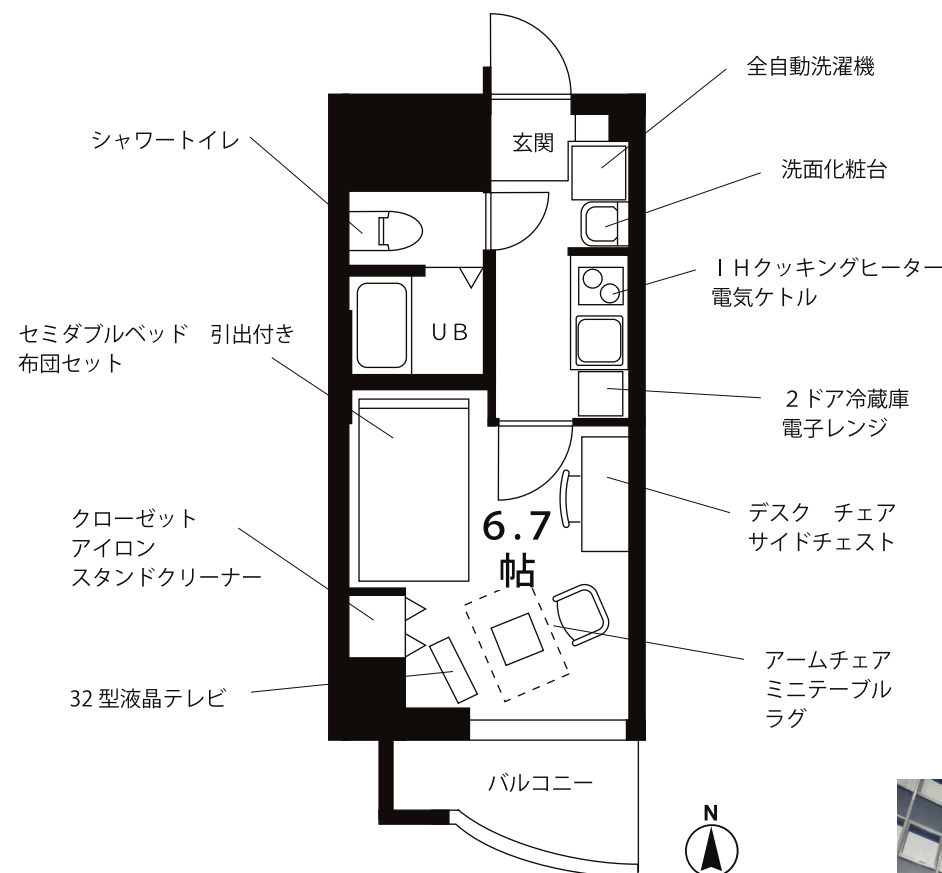 全自動洗濯機
玄関
シャワートイレ
洗面化粧台
ＩＨクッキングヒーター
電気ケトル
セミダブルベッド　引出付き
布団セット
ＵＢ
２ドア冷蔵庫
電子レンジ
クローゼット
アイロン
スタンドクリーナー
6.7
帖
デスク　チェア
サイドチェスト
アームチェア
ミニテーブル
ラグ
32 型液晶テレビ
バルコニー
N